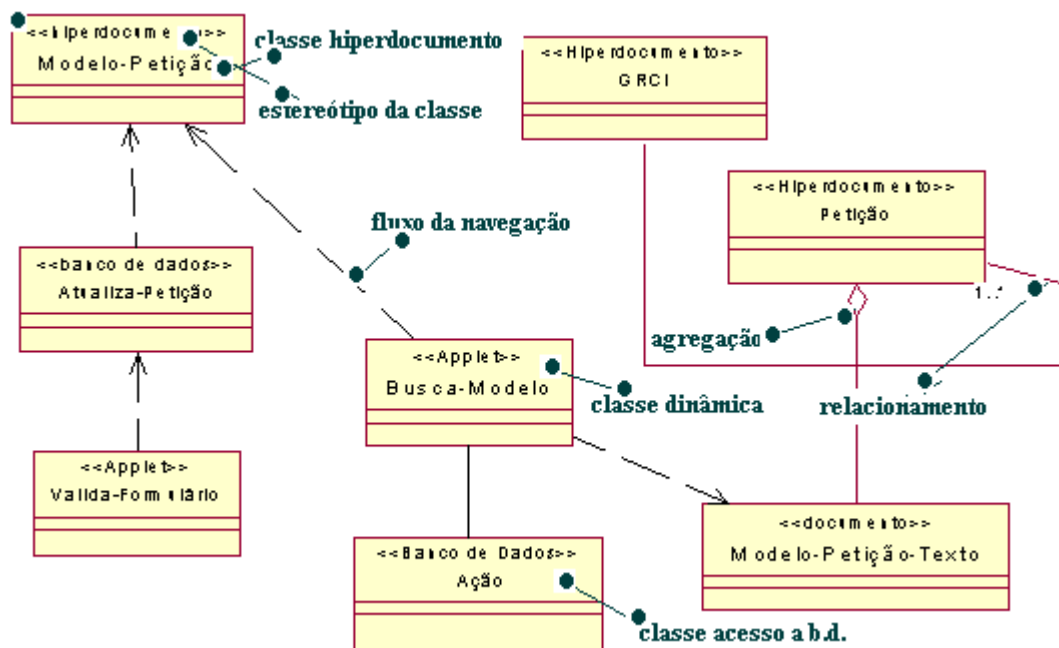 <<Hiperdocumento>>
Modelo-Petição
classe hiperdocumento
estereótipo da classe
<<Hiperdocumento>>
GRCI
<<Hiperdocumento>>
Petição
1..*
fluxo da navegação
<<banco de dados>>
Atualiza-Petição
agregação
<<Applet>>
Busca-Modelo
classe dinâmica
relacionamento
<<Applet>>
Valida-Formulário
<<documento>>
Modelo-Petição-Texto
<<Banco de Dados>>
Ação
classe acesso a b.d.